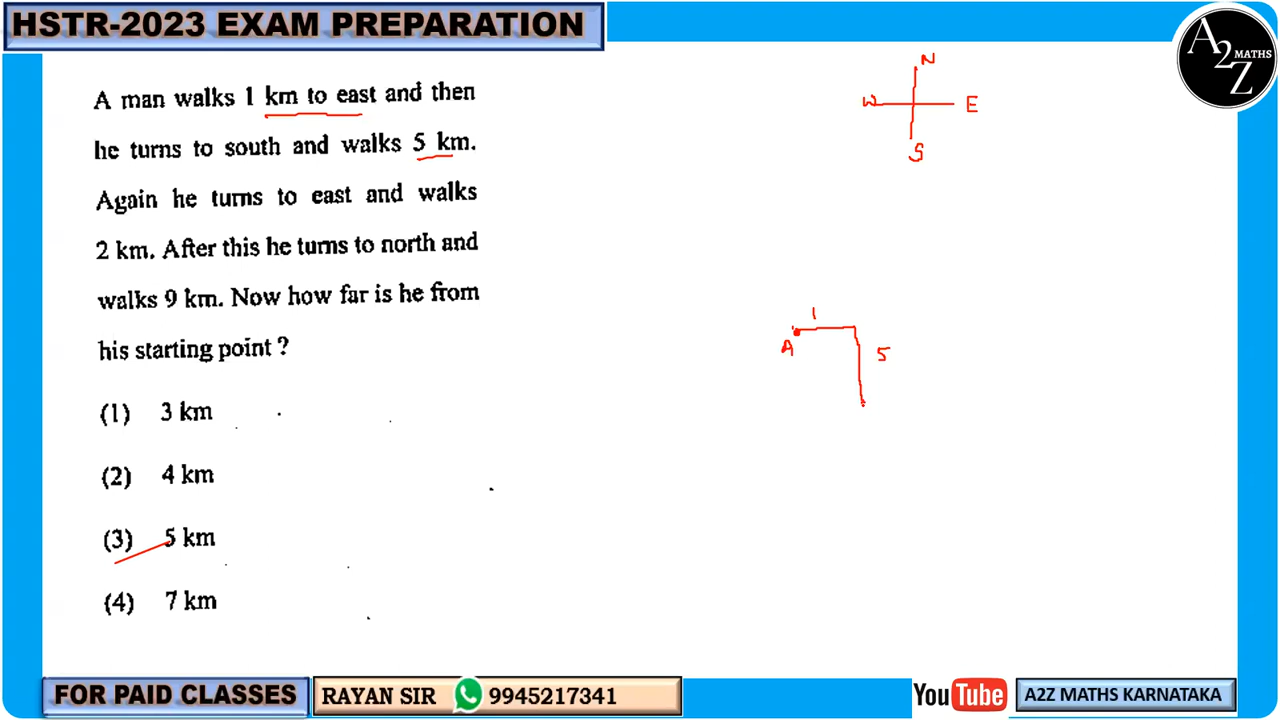 HSTR-2023 EXAM PREPARATION
A2Z MATHS
N
W E
S
A man walks 1 km to east and then
he turns to south and walks 5 km.
Again he turns to east and walks
2 km. After this he turns to north and
walks 9 km. Now how far is he from
his starting point ?
(1) 3 km
(2) 4 km
(3) 5 km
(4) 7 km
1
A
5
FOR PAID CLASSES
RAYAN SIR 9945217341
YouTube
A2Z MATHS KARNATAKA